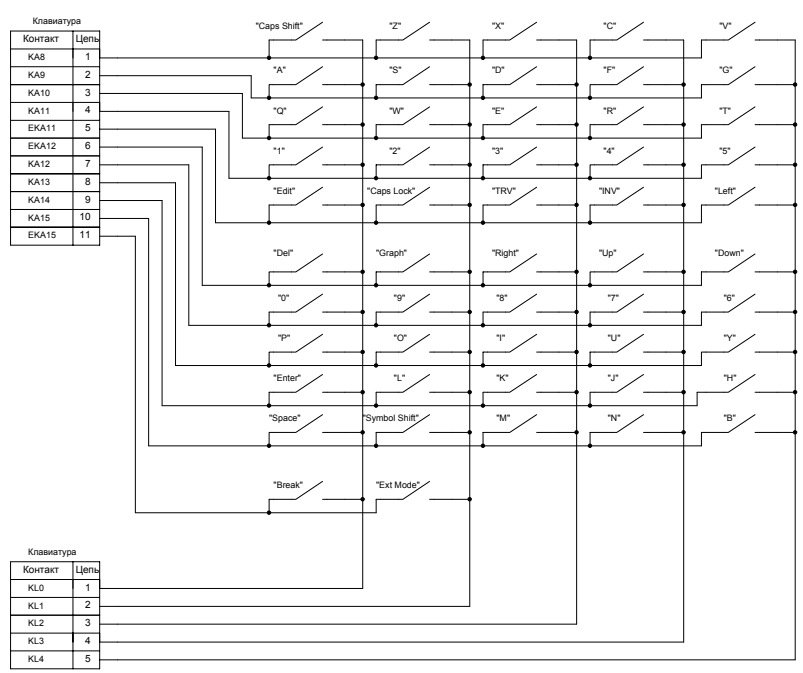 Клавиатура
Контакт Цепь
KA8 1
KA9 2
KA10 3
KA11 4
EKA11 5
EKA12 6
KA12 7
KA13 8
KA14 9
KA15 10
EKA15 11
"Caps Shift" "Z" "X" "C" "V"
"A" "S" "D" "F" "G"
"Q" "W" "E" "R" "T"
"1" "2" "3" "4" "5"
"Edit" "Caps Lock" "TRV" "INV" "Left"
"Del" "Graph" "Right" "Up" "Down"
"0" "9" "8" "7" "6"
"P" "O" "I" "U" "Y"
"Enter" "L" "K" "J" "H"
"Space" "Symbol Shift" "M" "N" "B"
"Break" "Ext Mode"
Клавиатура
Контакт Цепь
KL0 1
KL1 2
KL2 3
KL3 4
KL4 5